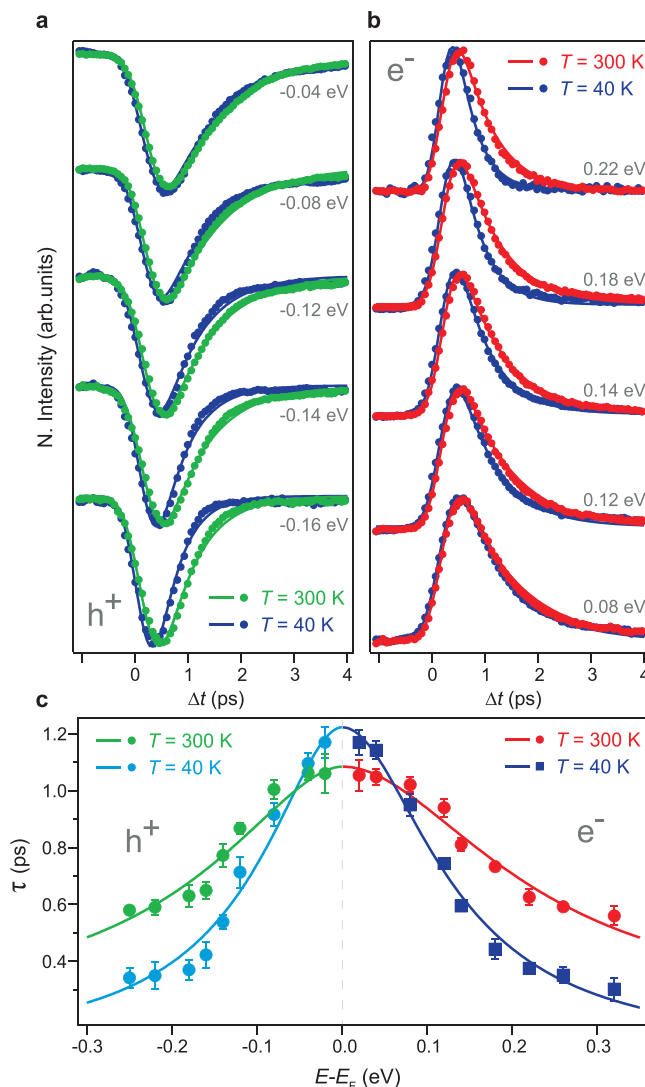 a
h⁺
-0.04 eV
-0.08 eV
-0.12 eV
-0.14 eV
-0.16 eV
T = 300 K
T = 40 K
N. Intensity (arb.units)
0 1 2 3 4
Δt (ps)
b
e⁻
T = 300 K
T = 40 K
0.22 eV
0.18 eV
0.14 eV
0.12 eV
0.08 eV
0 1 2 3 4
Δt (ps)
c
T = 300 K
T = 40 K
h⁺
T = 300 K
T = 40 K
e⁻
1.2
1.0
0.8
0.6
0.4
τ (ps)
-0.3 -0.2 -0.1 0.0 0.1 0.2 0.3
E-E_F (eV)